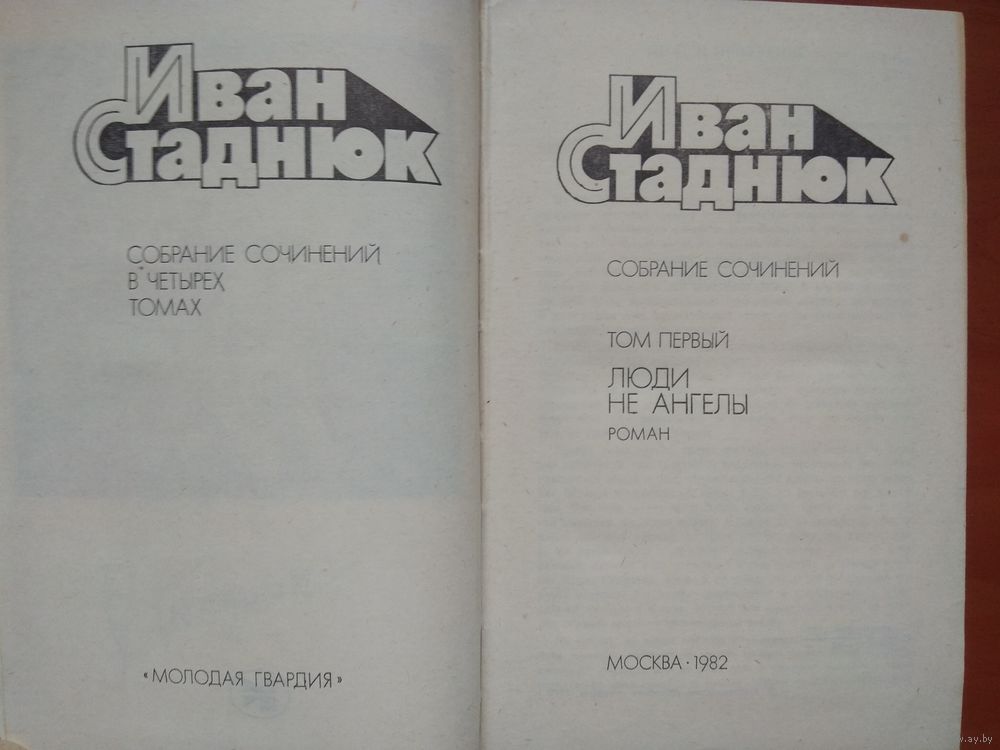 Иван
Стаднюк
СОБРАНИЕ СОЧИНЕНИЙ
В ЧЕТЫРЕХ
ТОМАХ
«МОЛОДАЯ ГВАРДИЯ»
Иван
Стаднюк
СОБРАНИЕ СОЧИНЕНИЙ
ТОМ ПЕРВЫЙ
ЛЮДИ
НЕ АНГЕЛЫ
РОМАН
МОСКВА · 1982